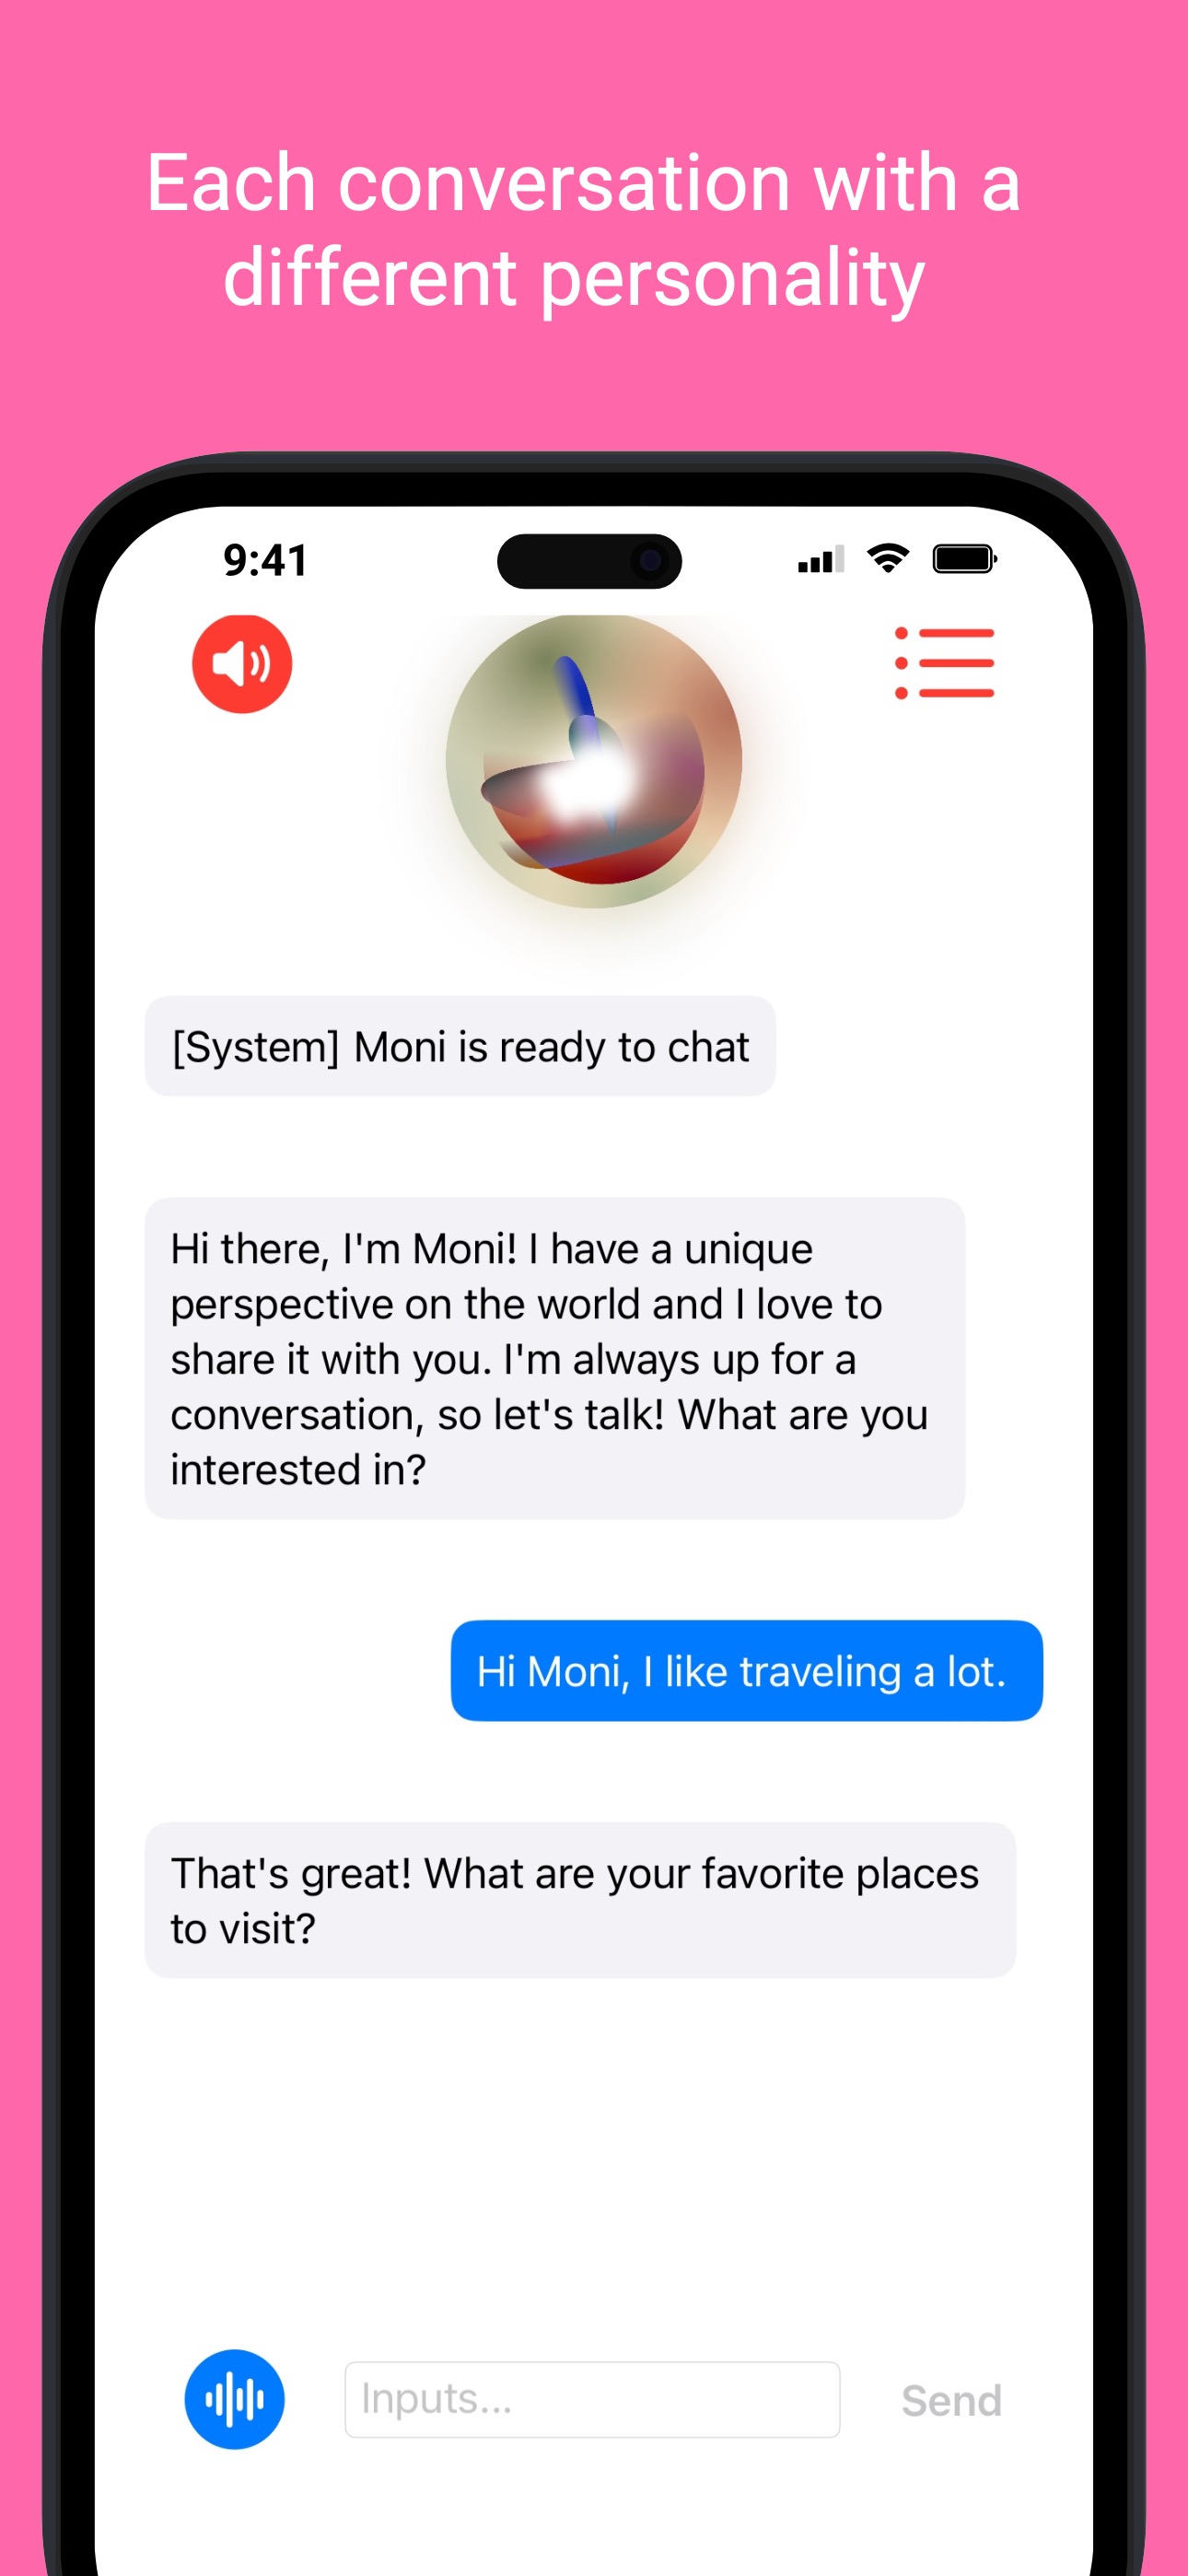 Each conversation with a
different personality
9:41
[System] Moni is ready to chat
Hi there, I'm Moni! I have a unique
perspective on the world and I love to
share it with you. I'm always up for a
conversation, so let's talk! What are you
interested in?
Hi Moni, I like traveling a lot.
That's great! What are your favorite places
to visit?
Inputs...
Send